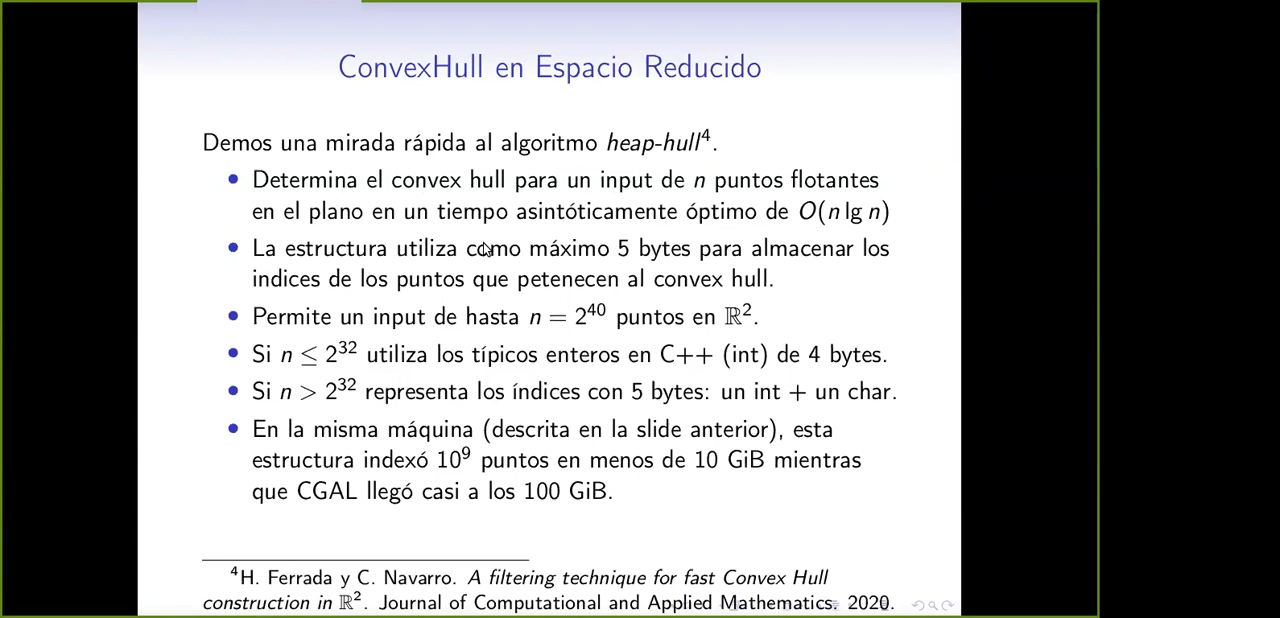 ConvexHull en Espacio Reducido
Demos una mirada rápida al algoritmo heap-hull⁴.
• Determina el convex hull para un input de n puntos flotantes
en el plano en un tiempo asintóticamente óptimo de O(n lg n)
• La estructura utiliza como máximo 5 bytes para almacenar los
indices de los puntos que petenecen al convex hull.
• Permite un input de hasta n = 2⁴⁰ puntos en ℝ².
• Si n ≤ 2³² utiliza los típicos enteros en C++ (int) de 4 bytes.
• Si n > 2³² representa los índices con 5 bytes: un int + un char.
• En la misma máquina (descrita en la slide anterior), esta
estructura indexó 10⁹ puntos en menos de 10 GiB mientras
que CGAL llegó casi a los 100 GiB.
⁴H. Ferrada y C. Navarro. A filtering technique for fast Convex Hull
construction in ℝ². Journal of Computational and Applied Mathematics. 2020.